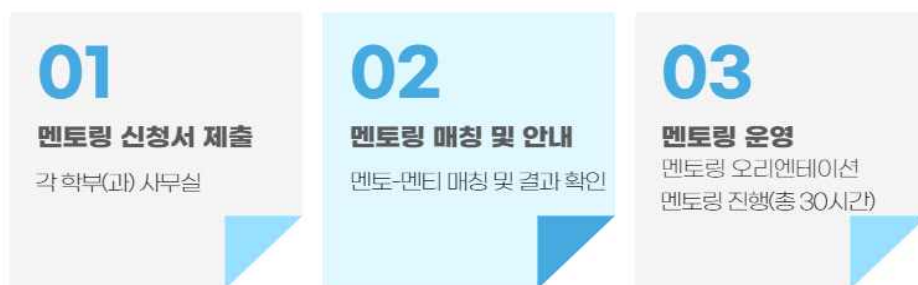 01
멘토링 신청서 제출
각 학부(과) 사무실
02
멘토링 매칭 및 안내
멘토-멘티 매칭 및 결과 확인
03
멘토링 운영
멘토링 오리엔테이션
멘토링 진행(총 30시간)